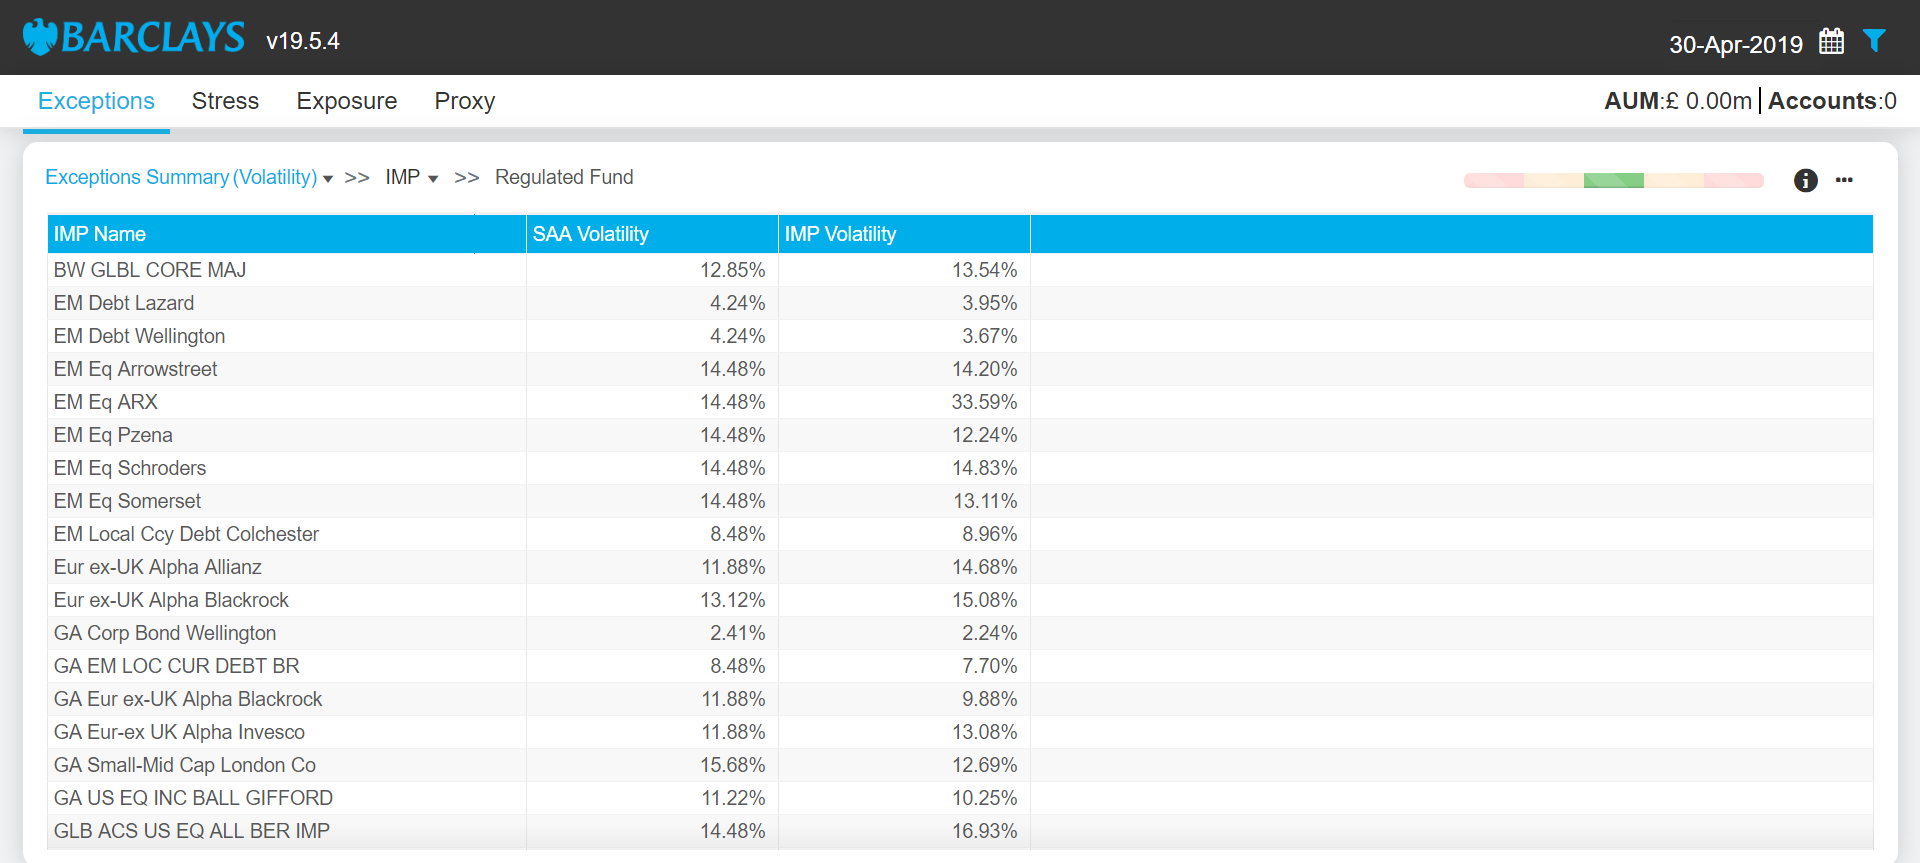 BARCLAYS v19.5.4 30-Apr-2019
Exceptions Stress Exposure Proxy AUM:£ 0.00m Accounts:0
Exceptions Summary (Volatility) >> IMP >> Regulated Fund
IMP Name SAA Volatility IMP Volatility
BW GLBL CORE MAJ 12.85% 13.54%
EM Debt Lazard 4.24% 3.95%
EM Debt Wellington 4.24% 3.67%
EM Eq Arrowstreet 14.48% 14.20%
EM Eq ARX 14.48% 33.59%
EM Eq Pzena 14.48% 12.24%
EM Eq Schroders 14.48% 14.83%
EM Eq Somerset 14.48% 13.11%
EM Local Ccy Debt Colchester 8.48% 8.96%
Eur ex-UK Alpha Allianz 11.88% 14.68%
Eur ex-UK Alpha Blackrock 13.12% 15.08%
GA Corp Bond Wellington 2.41% 2.24%
GA EM LOC CUR DEBT BR 8.48% 7.70%
GA Eur ex-UK Alpha Blackrock 11.88% 9.88%
GA Eur-ex UK Alpha Invesco 11.88% 13.08%
GA Small-Mid Cap London Co 15.68% 12.69%
GA US EQ INC BALL GIFFORD 11.22% 10.25%
GLB ACS US EQ ALL BER IMP 14.48% 16.93%